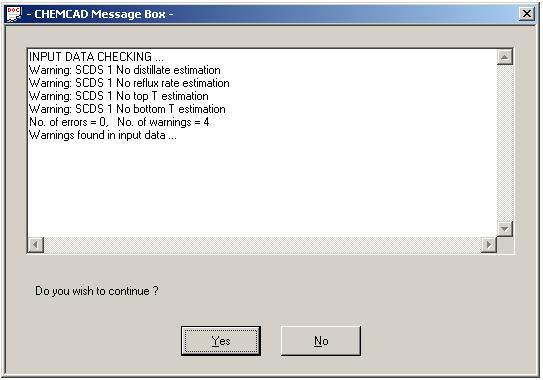 - CHEMCAD Message Box -
INPUT DATA CHECKING ...
Warning: SCDS 1 No distillate estimation
Warning: SCDS 1 No reflux rate estimation
Warning: SCDS 1 No top T estimation
Warning: SCDS 1 No bottom T estimation
No. of errors = 0,   No. of warnings = 4
Warnings found in input data ...
Do you wish to continue ?
Yes No